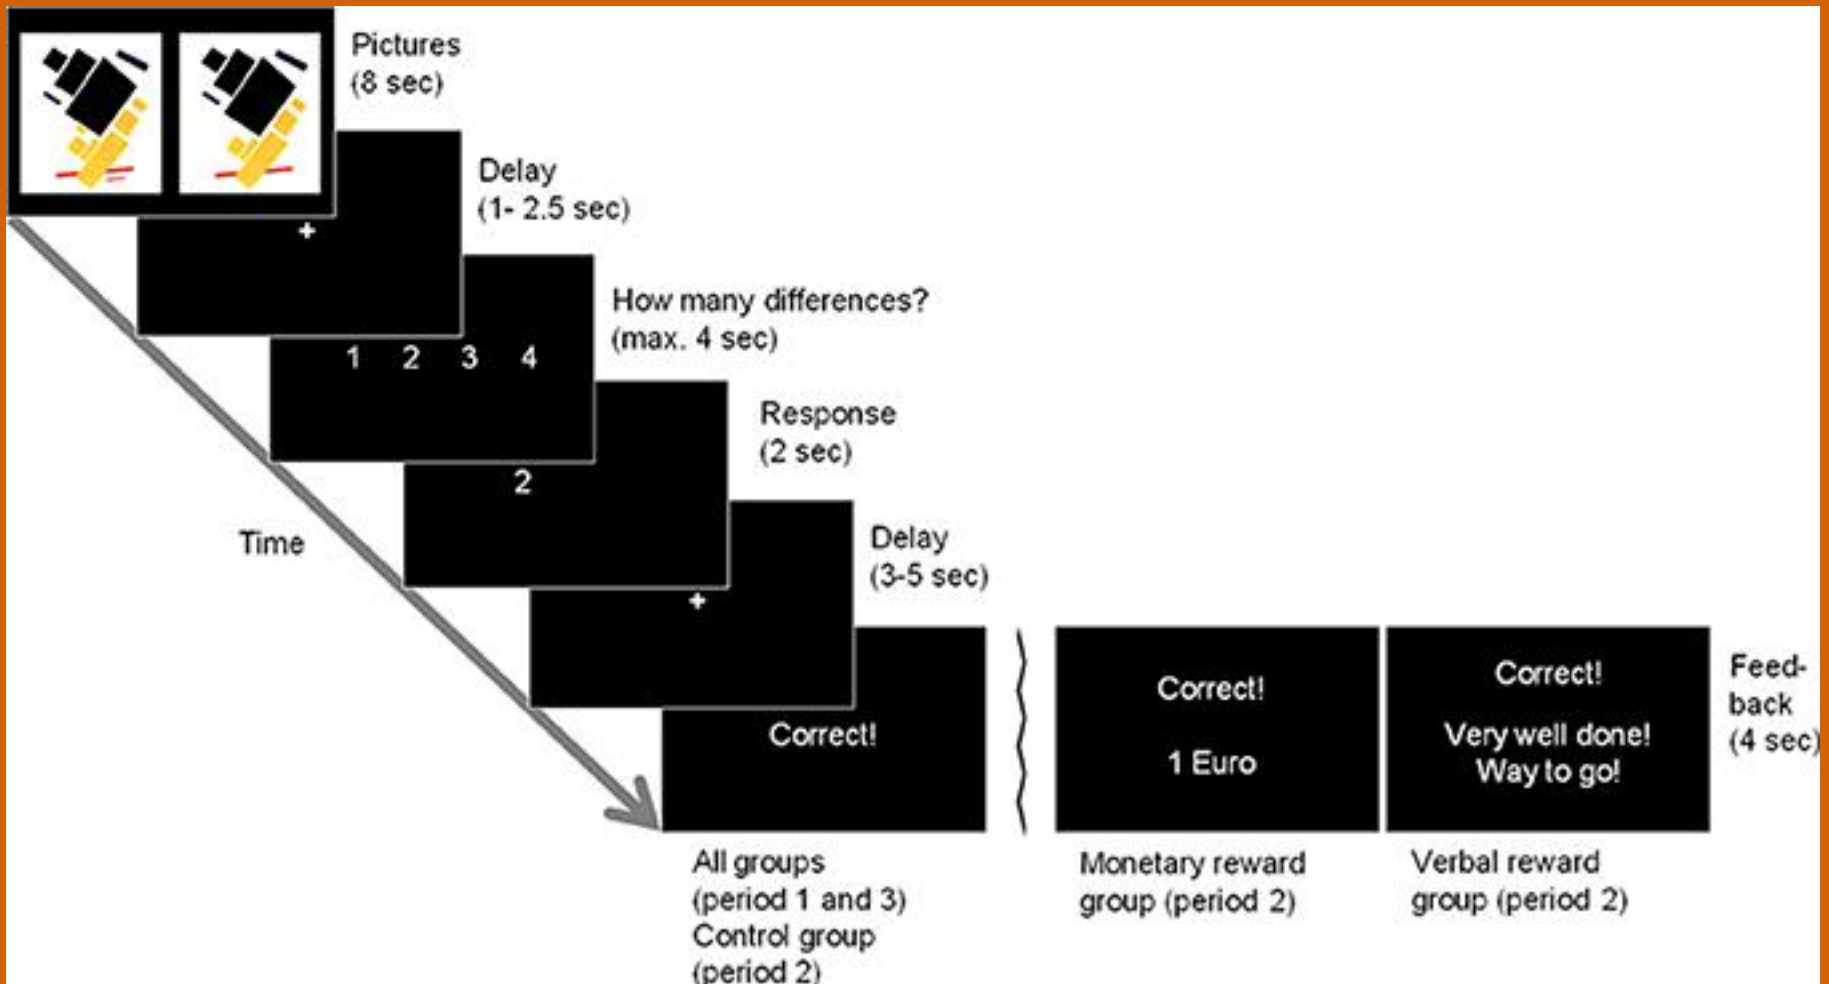 Pictures
(8 sec)
+
Delay
(1- 2.5 sec)
1 2 3 4
How many differences?
(max. 4 sec)
2
Response
(2 sec)
+
Delay
(3-5 sec)
Time
Correct!
Correct!
1 Euro
Correct!
Very well done!
Way to go!
Feed-
back
(4 sec)
All groups
(period 1 and 3)
Control group
(period 2)
Monetary reward
group (period 2)
Verbal reward
group (period 2)